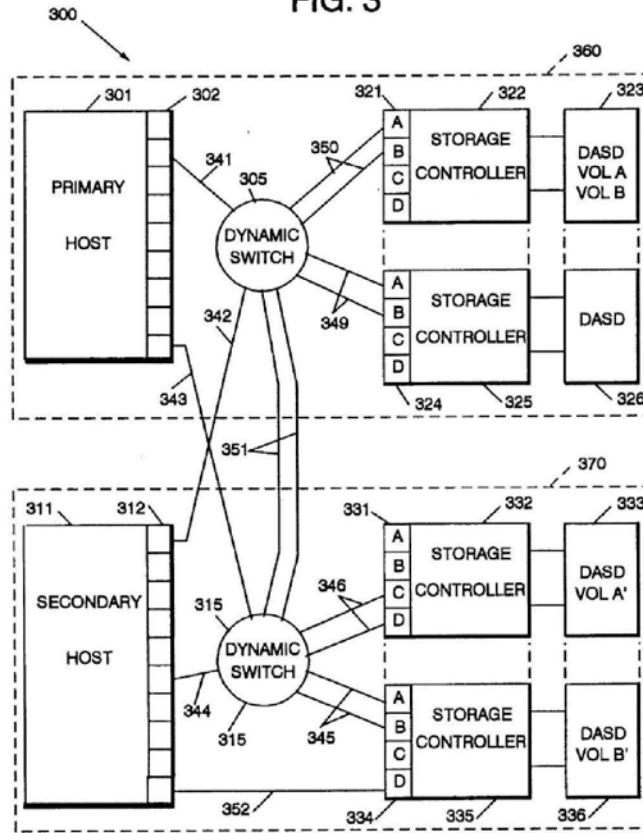 FIG. 3
300
360
301
302
321
322
323
PRIMARY
HOST
341
305
DYNAMIC
SWITCH
350
A
B
C
D
STORAGE
CONTROLLER
DASD
VOL A
VOL B
342
343
349
A
B
C
D
STORAGE
CONTROLLER
DASD
324
325
326
351
370
311
312
331
332
333
SECONDARY
HOST
315
DYNAMIC
SWITCH
315
344
346
A
B
C
D
STORAGE
CONTROLLER
DASD
VOL A'
345
A
B
C
D
STORAGE
CONTROLLER
DASD
VOL B'
352
334
335
336